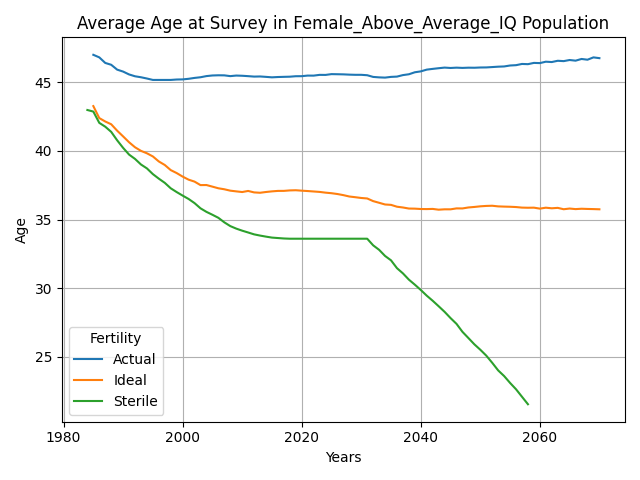 Average Age at Survey in Female_Above_Average_IQ Population
Age
45
40
35
30
25
Fertility
Actual
Ideal
Sterile
1980
2000
2020
2040
2060
Years